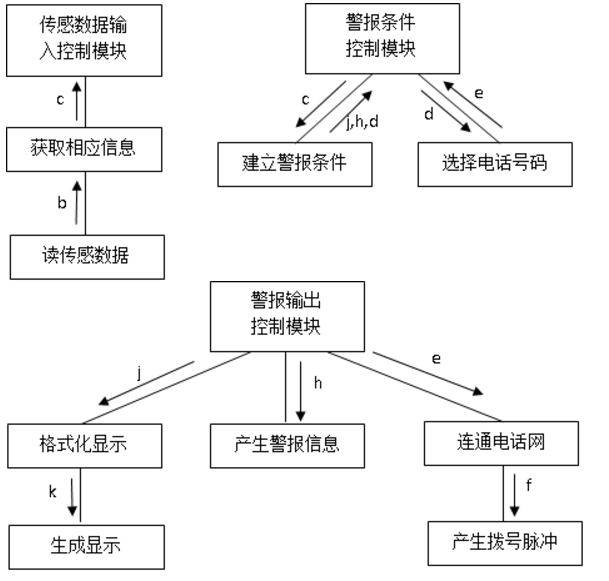 传感数据输
入控制模块
c
获取相应信息
b
读传感数据
警报条件
控制模块
c
j,h,d
d
e
建立警报条件
选择电话号码
警报输出
控制模块
j
h
e
格式化显示
产生警报信息
连通电话网
k
f
生成显示
产生拨号脉冲